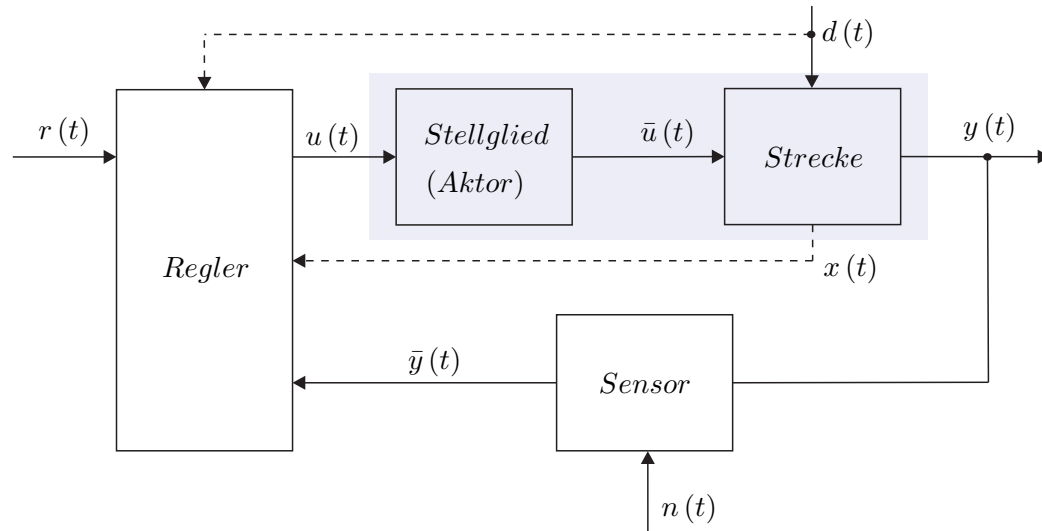 d (t)
r (t)
u (t)
Stellglied
(Aktor)
ū (t)
Strecke
y (t)
Regler
x (t)
ȳ (t)
Sensor
n (t)